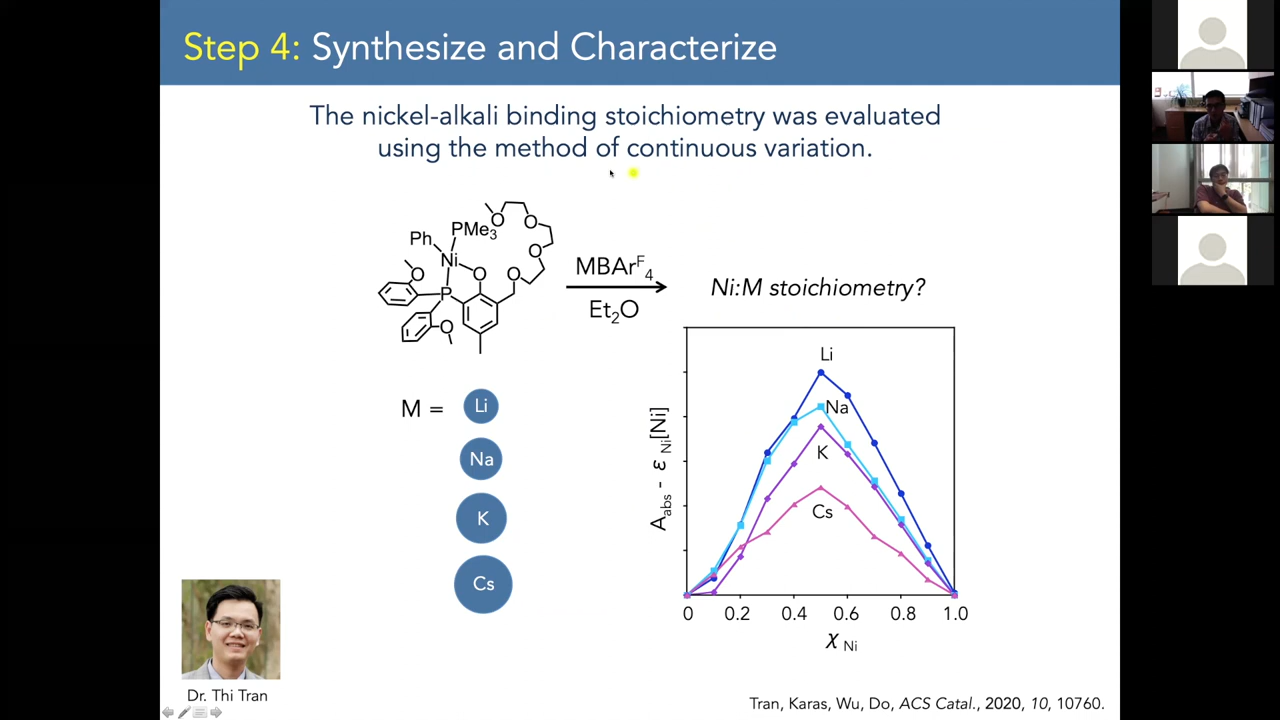 Step 4: Synthesize and Characterize
The nickel-alkali binding stoichiometry was evaluated
using the method of continuous variation.
O
PMe3
O
Ph
O
Ni
O
O
O
P
O
MBArF4
Et2O
Ni:M stoichiometry?
M =
Li
Na
K
Cs
Li
Na
K
Cs
Aabs - εNi[Ni]
0 0.2 0.4 0.6 0.8 1.0
χNi
Dr. Thi Tran
Tran, Karas, Wu, Do, ACS Catal., 2020, 10, 10760.